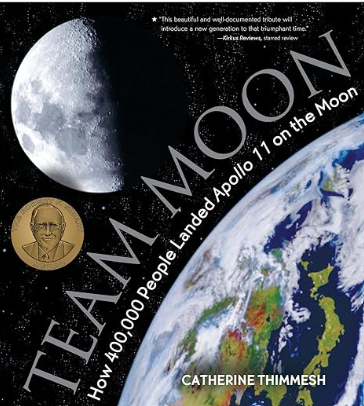 ★ "This beautiful and well-documented tribute will
introduce a new generation to that triumphant time."
—Kirkus Reviews, starred review
TEAM MOON
How 400,000 People Landed Apollo 11 on the Moon
CATHERINE THIMMESH